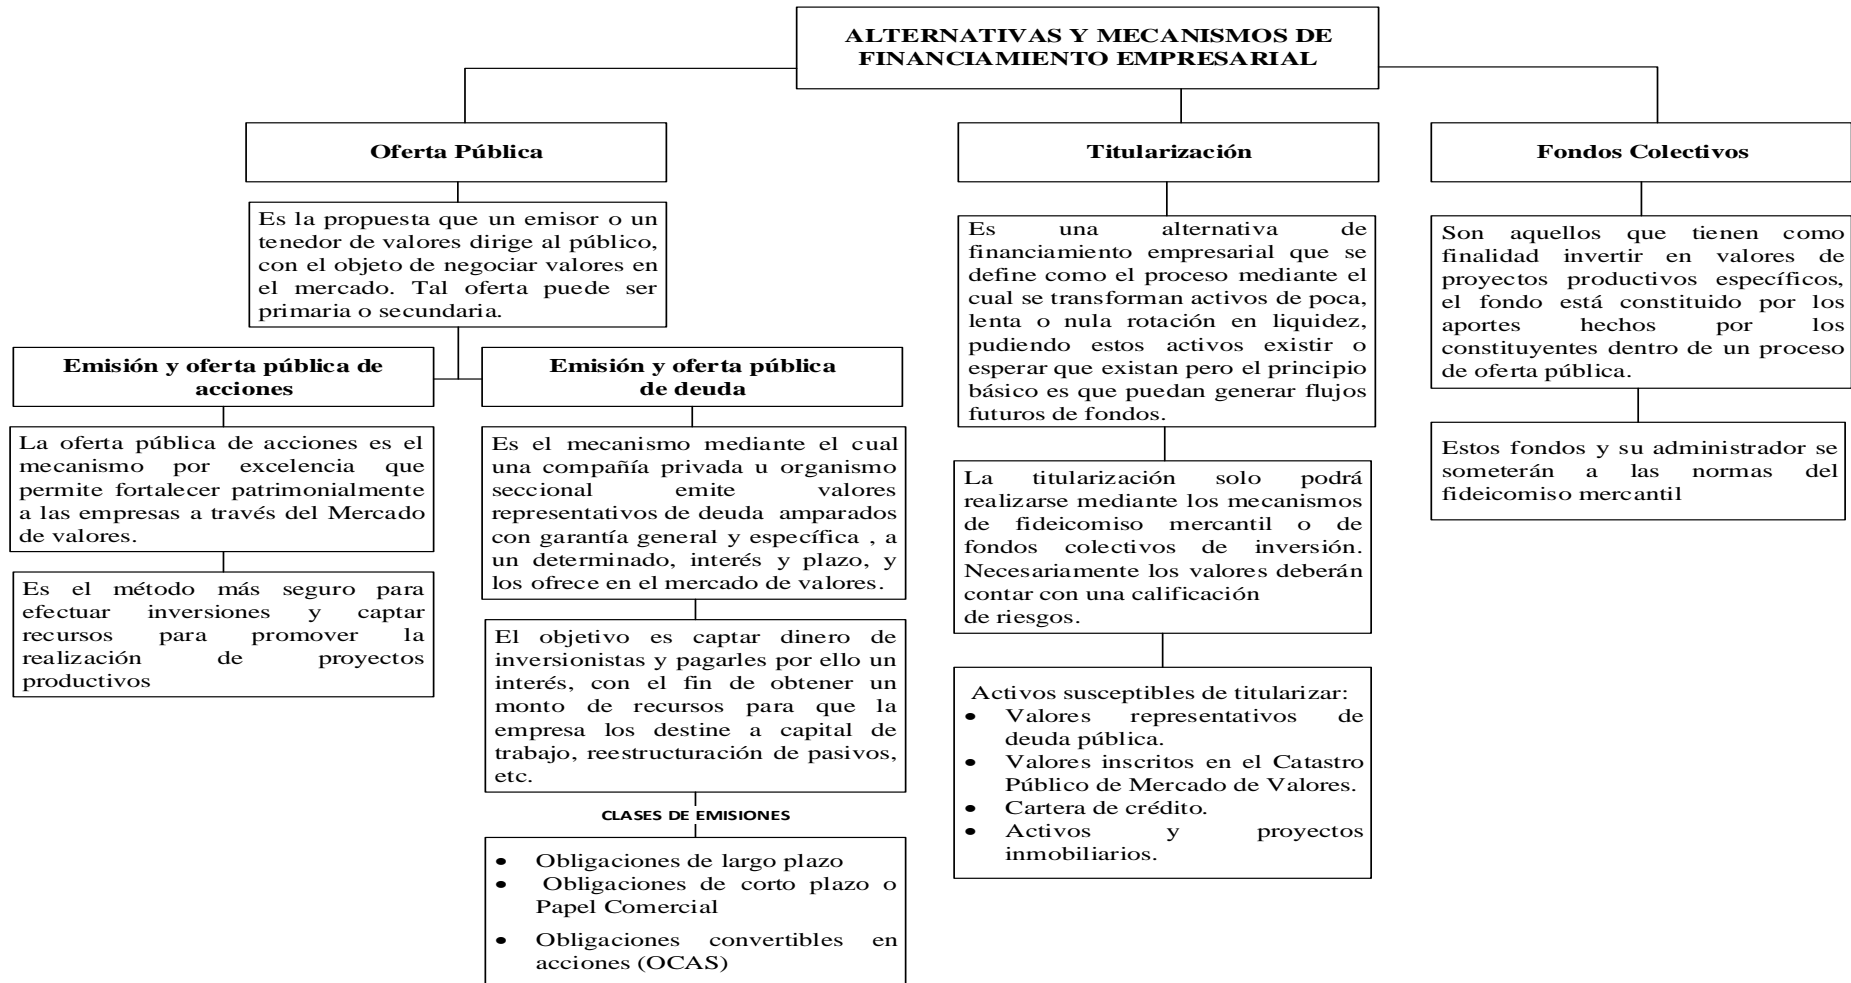 ALTERNATIVAS Y MECANISMOS DE
FINANCIAMIENTO EMPRESARIAL
Oferta Pública
Es la propuesta que un emisor o un
tenedor de valores dirige al público,
con el objeto de negociar valores en
el mercado. Tal oferta puede ser
primaria o secundaria.
Emisión y oferta pública de
acciones
La oferta pública de acciones es el
mecanismo por excelencia que
permite fortalecer patrimonialmente
a las empresas a través del Mercado
de valores.
Es el método más seguro para
efectuar inversiones y captar
recursos para promover la
realización de proyectos
productivos
Emisión y oferta pública
de deuda
Es el mecanismo mediante el cual
una compañía privada u organismo
seccional emite valores
representativos de deuda amparados
con garantía general y específica , a
un determinado, interés y plazo, y
los ofrece en el mercado de valores.
El objetivo es captar dinero de
inversionistas y pagarles por ello un
interés, con el fin de obtener un
monto de recursos para que la
empresa los destine a capital de
trabajo, reestructuración de pasivos,
etc.
CLASES DE EMISIONES
• Obligaciones de largo plazo
• Obligaciones de corto plazo o
Papel Comercial
• Obligaciones convertibles en
acciones (OCAS)
Titularización
Es una alternativa de
financiamiento empresarial que se
define como el proceso mediante el
cual se transforman activos de poca,
lenta o nula rotación en liquidez,
pudiendo estos activos existir o
esperar que existan pero el principio
básico es que puedan generar flujos
futuros de fondos.
La titularización solo podrá
realizarse mediante los mecanismos
de fideicomiso mercantil o de
fondos colectivos de inversión.
Necesariamente los valores deberán
contar con una calificación
de riesgos.
Activos susceptibles de titularizar:
• Valores representativos de
deuda pública.
• Valores inscritos en el Catastro
Público de Mercado de Valores.
• Cartera de crédito.
• Activos y proyectos
inmobiliarios.
Fondos Colectivos
Son aquellos que tienen como
finalidad invertir en valores de
proyectos productivos específicos,
el fondo está constituido por los
aportes hechos por los
constituyentes dentro de un proceso
de oferta pública.
Estos fondos y su administrador se
someterán a las normas del
fideicomiso mercantil